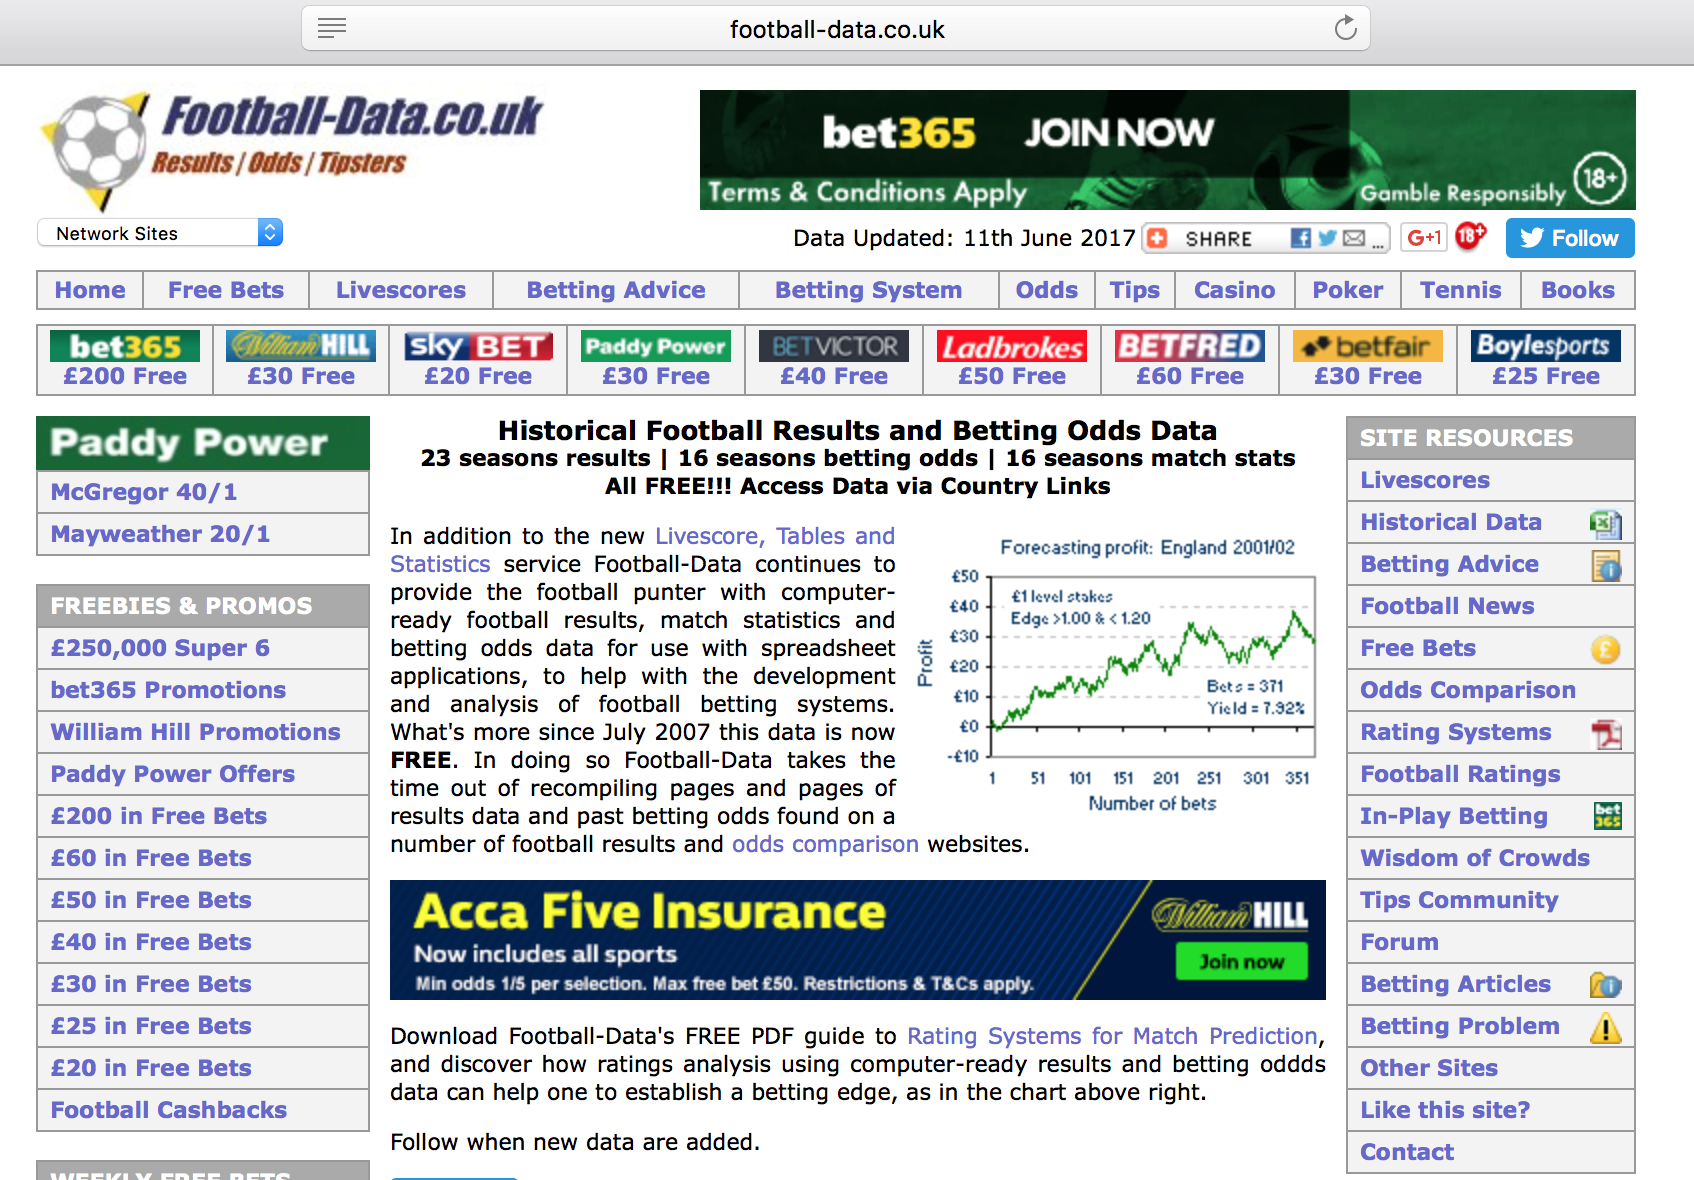 football-data.co.uk
Football-Data.co.uk
Results / Odds / Tipsters
bet365 JOIN NOW
Terms & Conditions Apply
Gamble Responsibly 18+
Network Sites
Data Updated: 11th June 2017
SHARE ...
G+1
18+
Follow
Home Free Bets Livescores Betting Advice Betting System Odds Tips Casino Poker Tennis Books
bet365 William HILL sky BET Paddy Power BETVICTOR Ladbrokes BETFRED betfair Boylesports
£200 Free £30 Free £20 Free £30 Free £40 Free £50 Free £60 Free £30 Free £25 Free
Paddy Power
McGregor 40/1
Mayweather 20/1
FREEBIES & PROMOS
£250,000 Super 6
bet365 Promotions
William Hill Promotions
Paddy Power Offers
£200 in Free Bets
£60 in Free Bets
£50 in Free Bets
£40 in Free Bets
£30 in Free Bets
£25 in Free Bets
£20 in Free Bets
Football Cashbacks
WEEKLY FREE BETS
Historical Football Results and Betting Odds Data
23 seasons results | 16 seasons betting odds | 16 seasons match stats
All FREE!!! Access Data via Country Links
In addition to the new Livescore, Tables and
Statistics service Football-Data continues to
provide the football punter with computer-
ready football results, match statistics and
betting odds data for use with spreadsheet
applications, to help with the development
and analysis of football betting systems.
What's more since July 2007 this data is now
FREE. In doing so Football-Data takes the
time out of recompiling pages and pages of
results data and past betting odds found on a
number of football results and odds comparison websites.
Forecasting profit: England 2001/02
£1 level stakes
Edge >1.00 & < 1.20
Profit
£50
£40
£30
£20
£10
£0
-£10
Bets = 371
Yield = 7.92%
1 51 101 151 201 251 301 351
Number of bets
Acca Five Insurance
Now includes all sports
Min odds 1/5 per selection. Max free bet £50. Restrictions & T&Cs apply.
William HILL
Join now
Download Football-Data's FREE PDF guide to Rating Systems for Match Prediction,
and discover how ratings analysis using computer-ready results and betting oddds
data can help one to establish a betting edge, as in the chart above right.
Follow when new data are added.
SITE RESOURCES
Livescores
Historical Data
Betting Advice
Football News
Free Bets
Odds Comparison
Rating Systems
Football Ratings
In-Play Betting
bet
365
Wisdom of Crowds
Tips Community
Forum
Betting Articles
Betting Problem
Other Sites
Like this site?
Contact